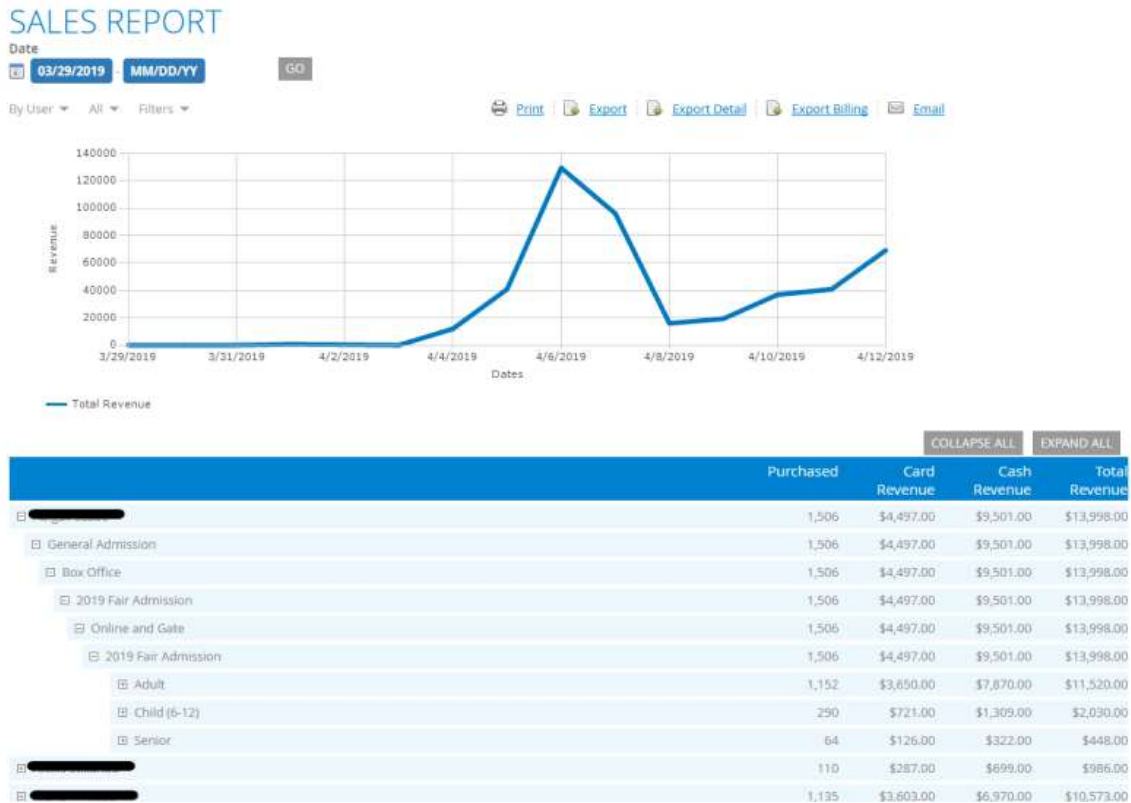 SALES REPORT
Date
03/29/2019 - MM/DD/YY GO
By User All Filters Print Export Export Detail Export Billing Email
140000
120000
100000
80000
60000
40000
20000
0
Revenue
3/29/2019 3/31/2019 4/2/2019 4/4/2019 4/6/2019 4/8/2019 4/10/2019 4/12/2019
Dates
Total Revenue
COLLAPSE ALL EXPAND ALL
Purchased Card Revenue Cash Revenue Total Revenue
1,506 $4,497.00 $9,501.00 $13,998.00
General Admission 1,506 $4,497.00 $9,501.00 $13,998.00
Box Office 1,506 $4,497.00 $9,501.00 $13,998.00
2019 Fair Admission 1,506 $4,497.00 $9,501.00 $13,998.00
Online and Gate 1,506 $4,497.00 $9,501.00 $13,998.00
2019 Fair Admission 1,506 $4,497.00 $9,501.00 $13,998.00
Adult 1,152 $3,650.00 $7,870.00 $11,520.00
Child (6-12) 290 $721.00 $1,309.00 $2,030.00
Senior 64 $126.00 $322.00 $448.00
110 $287.00 $699.00 $986.00
1,135 $3,603.00 $6,970.00 $10,573.00